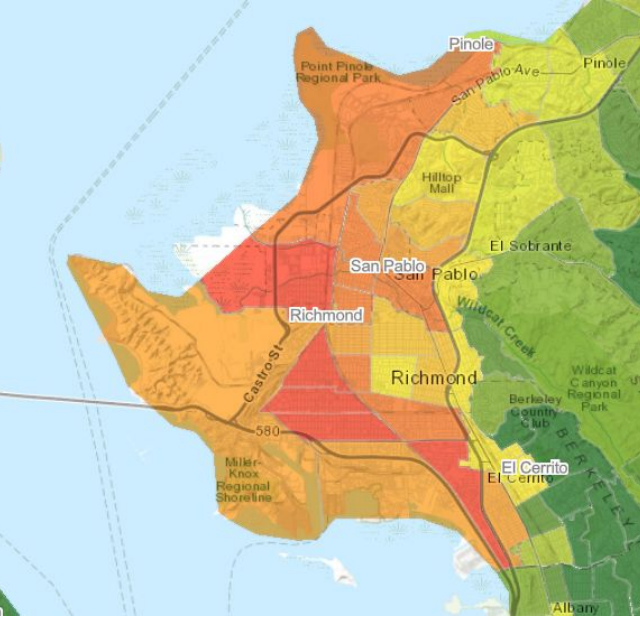 Pinole
Point Pinole
Regional Park
Pinole
San Pablo Ave
Hilltop
Mall
El Sobrante
San Pablo
San Pablo
Wildcat Creek
Richmond
Castro St
Richmond
Wildcat
Canyon
Regional
Park
Berkeley
Country
Club
580
BERKELEY
Miller-
Knox
Regional
Shoreline
El Cerrito
El Cerrito
Albany